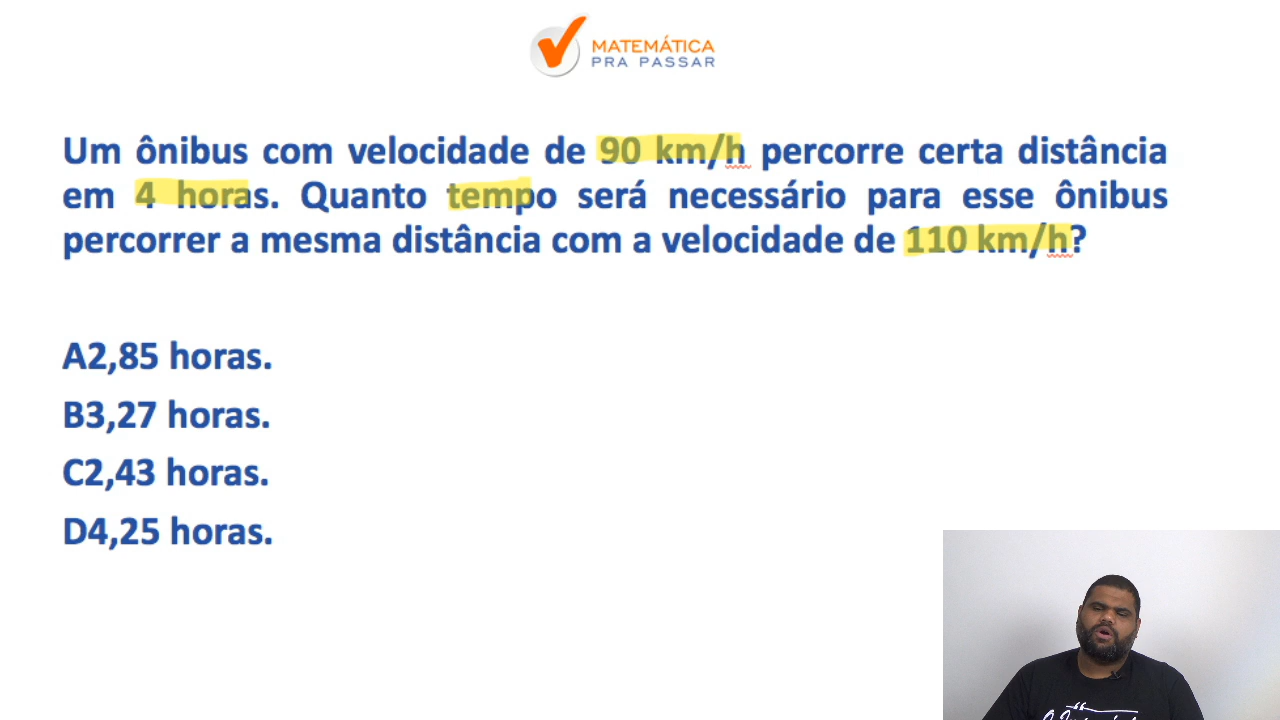 MATEMÁTICA
PRA PASSAR
Um ônibus com velocidade de 90 km/h percorre certa distância
em 4 horas. Quanto tempo será necessário para esse ônibus
percorrer a mesma distância com a velocidade de 110 km/h?
A2,85 horas.
B3,27 horas.
C2,43 horas.
D4,25 horas.